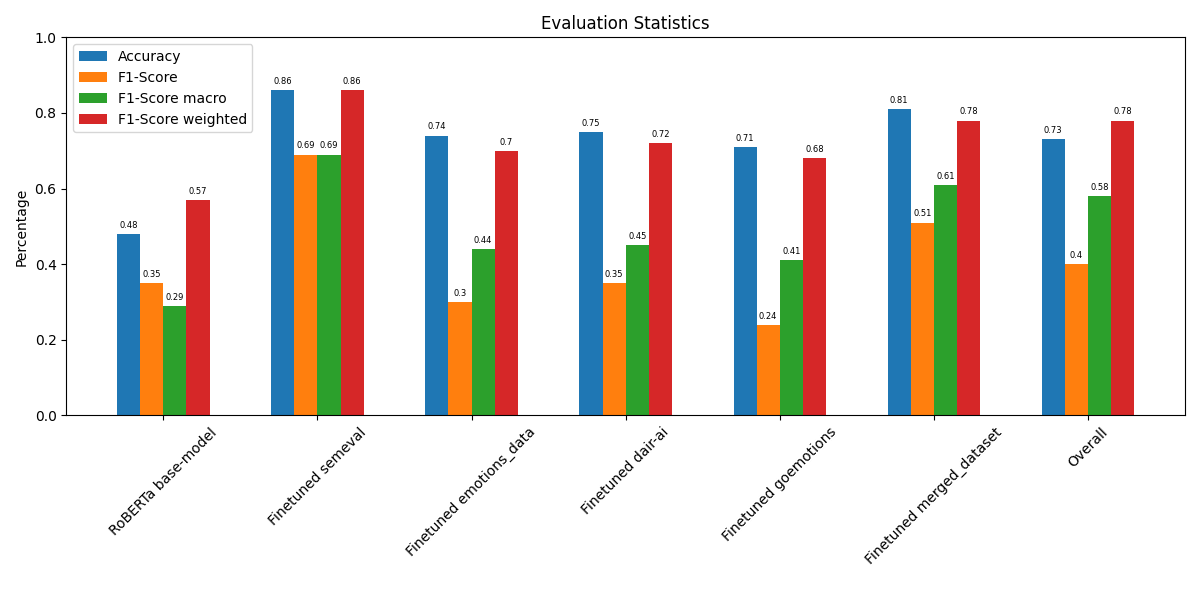 Evaluation Statistics
Percentage
1.0
0.8
0.6
0.4
0.2
0.0
Accuracy
F1-Score
F1-Score macro
F1-Score weighted
0.48
0.35
0.29
0.57
0.86
0.69
0.69
0.86
0.74
0.3
0.44
0.7
0.75
0.35
0.45
0.72
0.71
0.24
0.41
0.68
0.81
0.51
0.61
0.78
0.73
0.4
0.58
0.78
RoBERTa base-model
Finetuned semeval
Finetuned emotions_data
Finetuned dair-ai
Finetuned goemotions
Finetuned merged_dataset
Overall